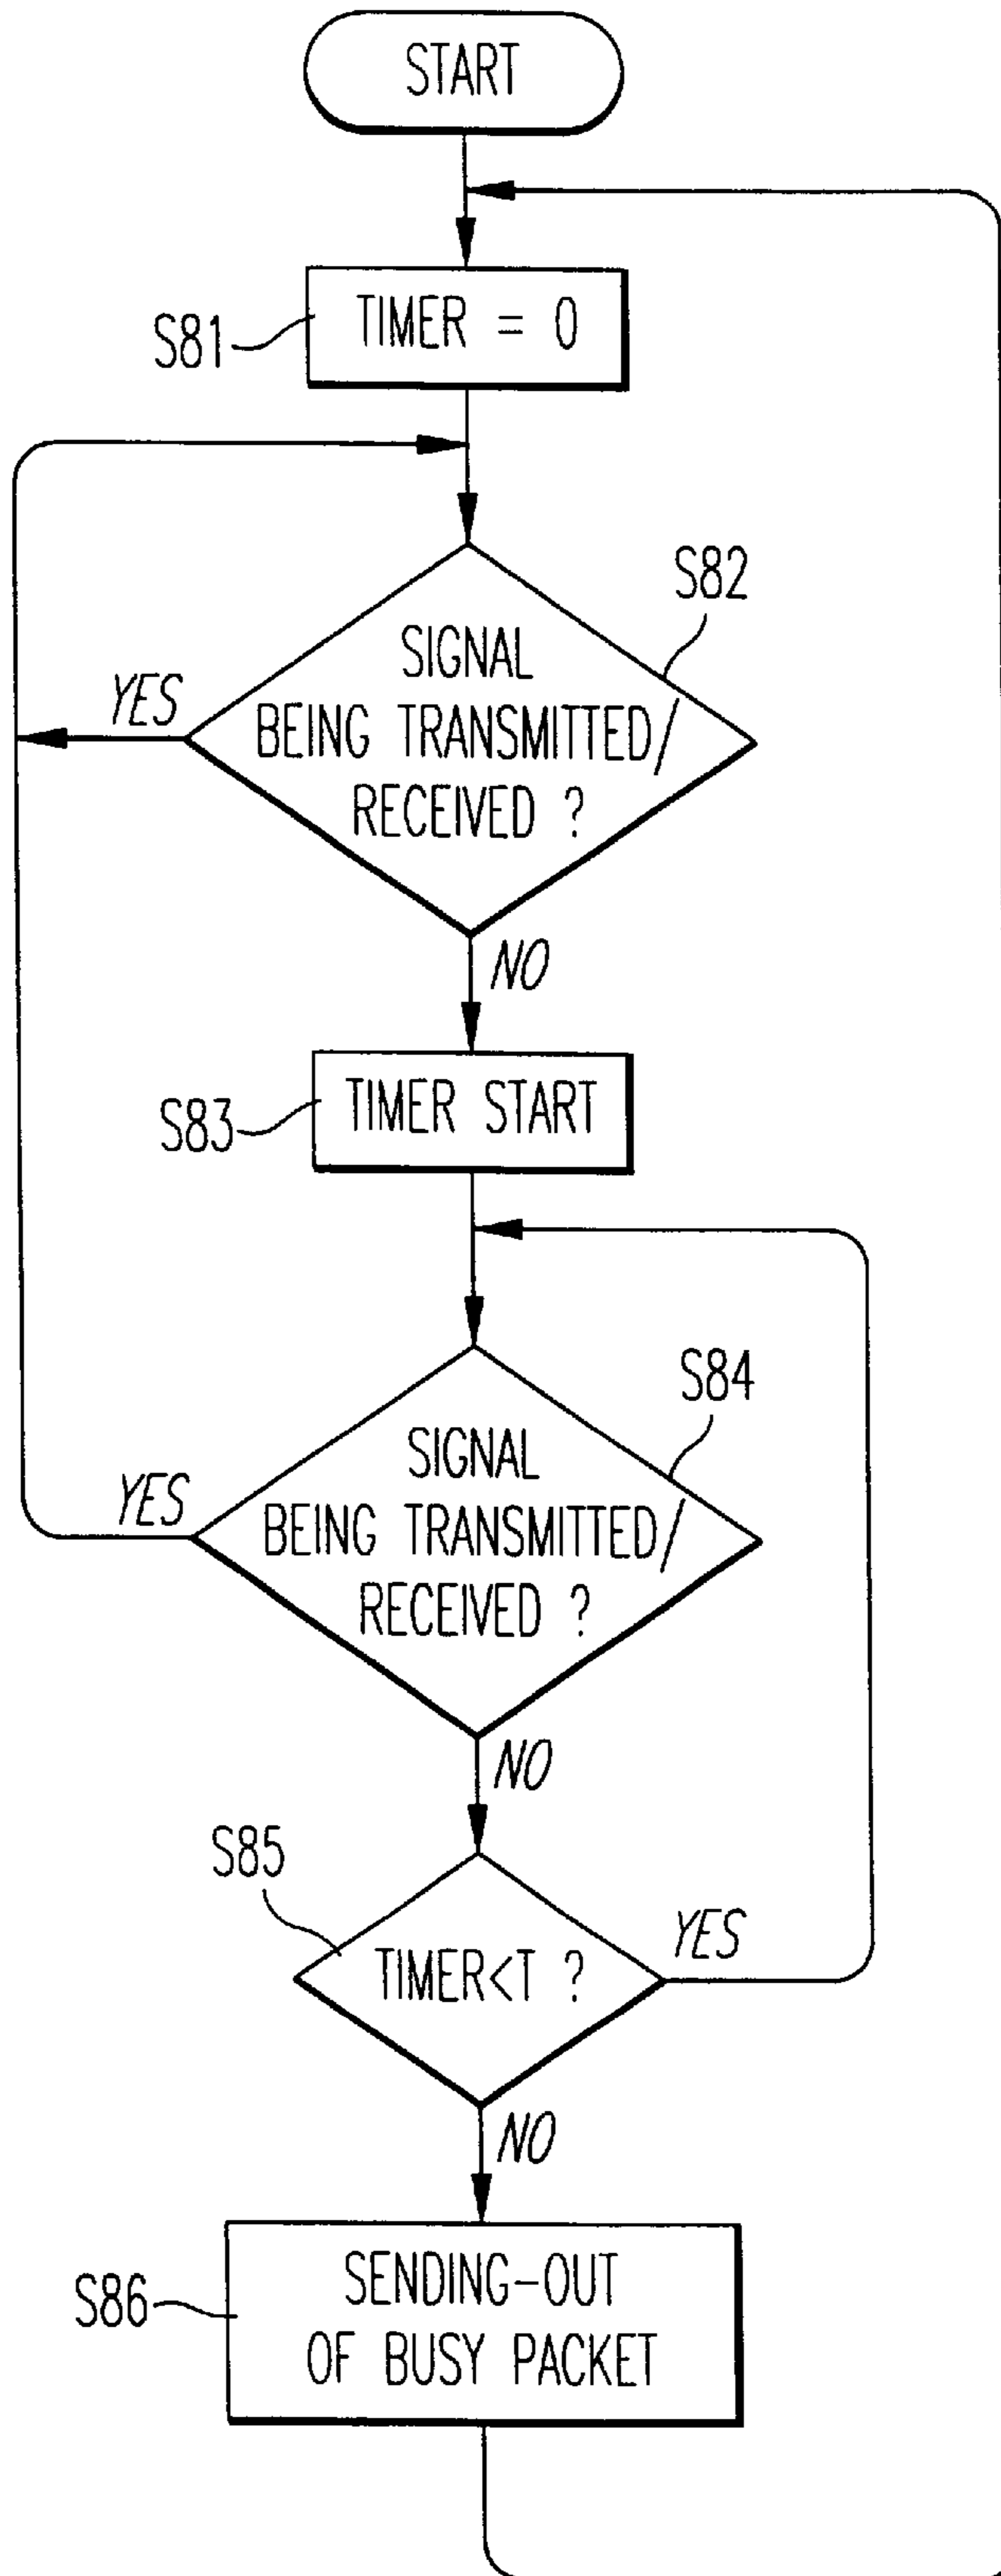 START
S81
TIMER = 0
S82
SIGNAL
BEING TRANSMITTED/
RECEIVED ?
YES
NO
S83
TIMER START
S84
SIGNAL
BEING TRANSMITTED/
RECEIVED ?
YES
NO
S85
TIMER<T ?
YES
NO
S86
SENDING-OUT
OF BUSY PACKET